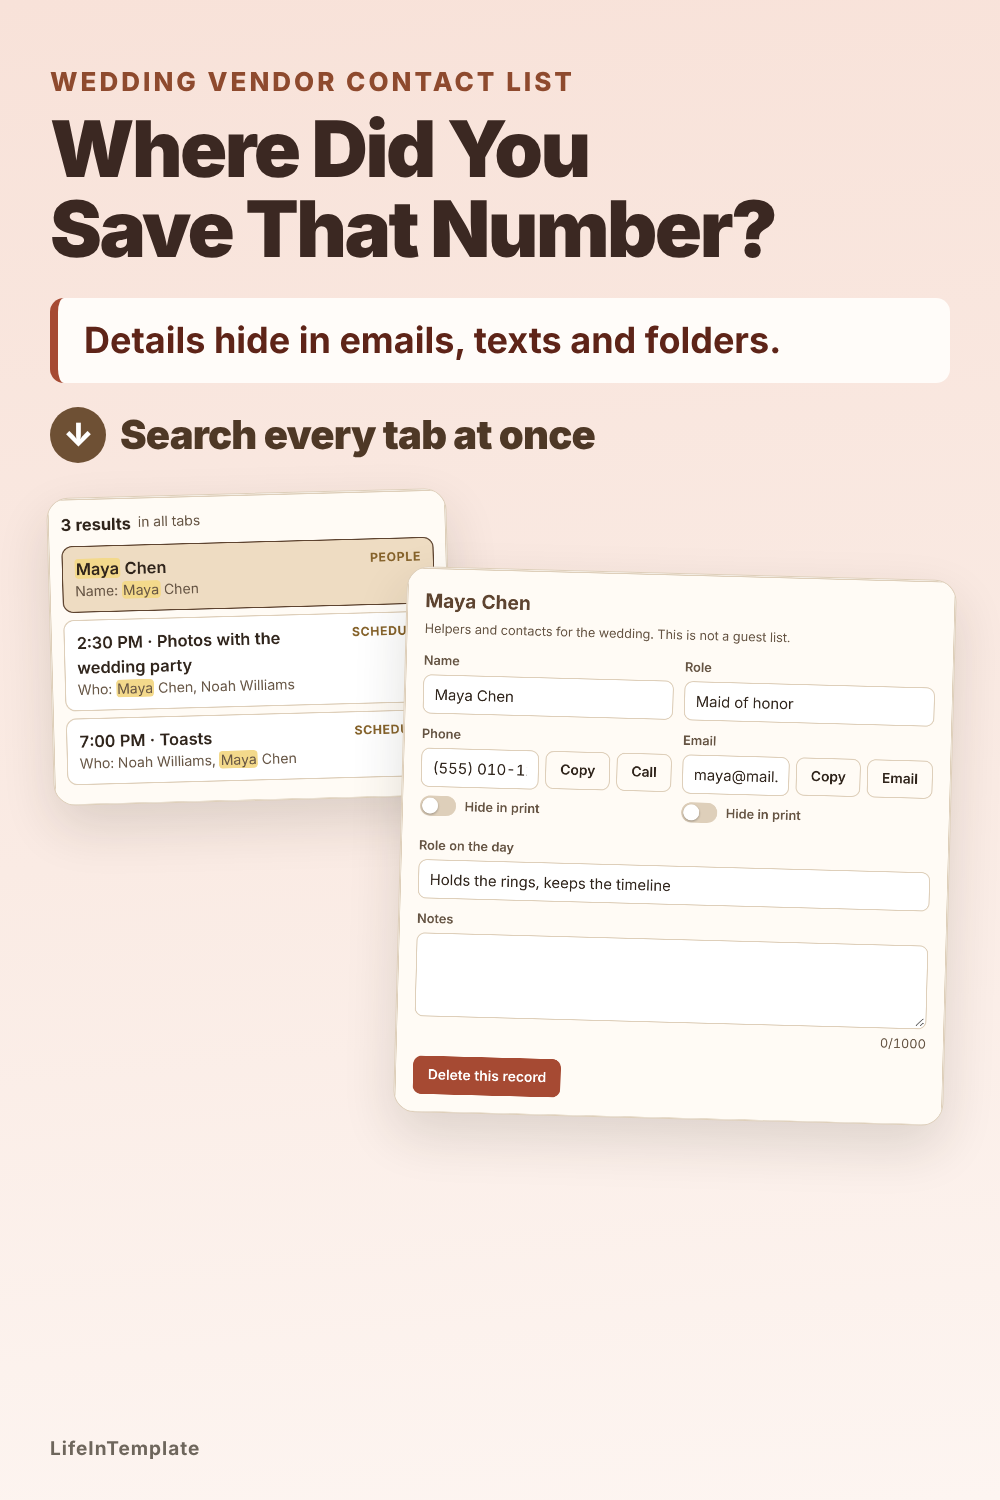 WEDDING VENDOR CONTACT LIST
Where Did You
Save That Number?
Details hide in emails, texts and folders.
Search every tab at once
3 results in all tabs
Maya Chen PEOPLE
Name: Maya Chen
2:30 PM · Photos with the SCHEDU
wedding party
Who: Maya Chen, Noah Williams
7:00 PM · Toasts SCHEDU
Who: Noah Williams, Maya Chen
Maya Chen
Helpers and contacts for the wedding. This is not a guest list.
Name Role
Maya Chen Maid of honor
Phone Email
(555) 010-1 Copy Call maya@mail. Copy Email
Hide in print Hide in print
Role on the day
Holds the rings, keeps the timeline
Notes
0/1000
Delete this record
LifeInTemplate